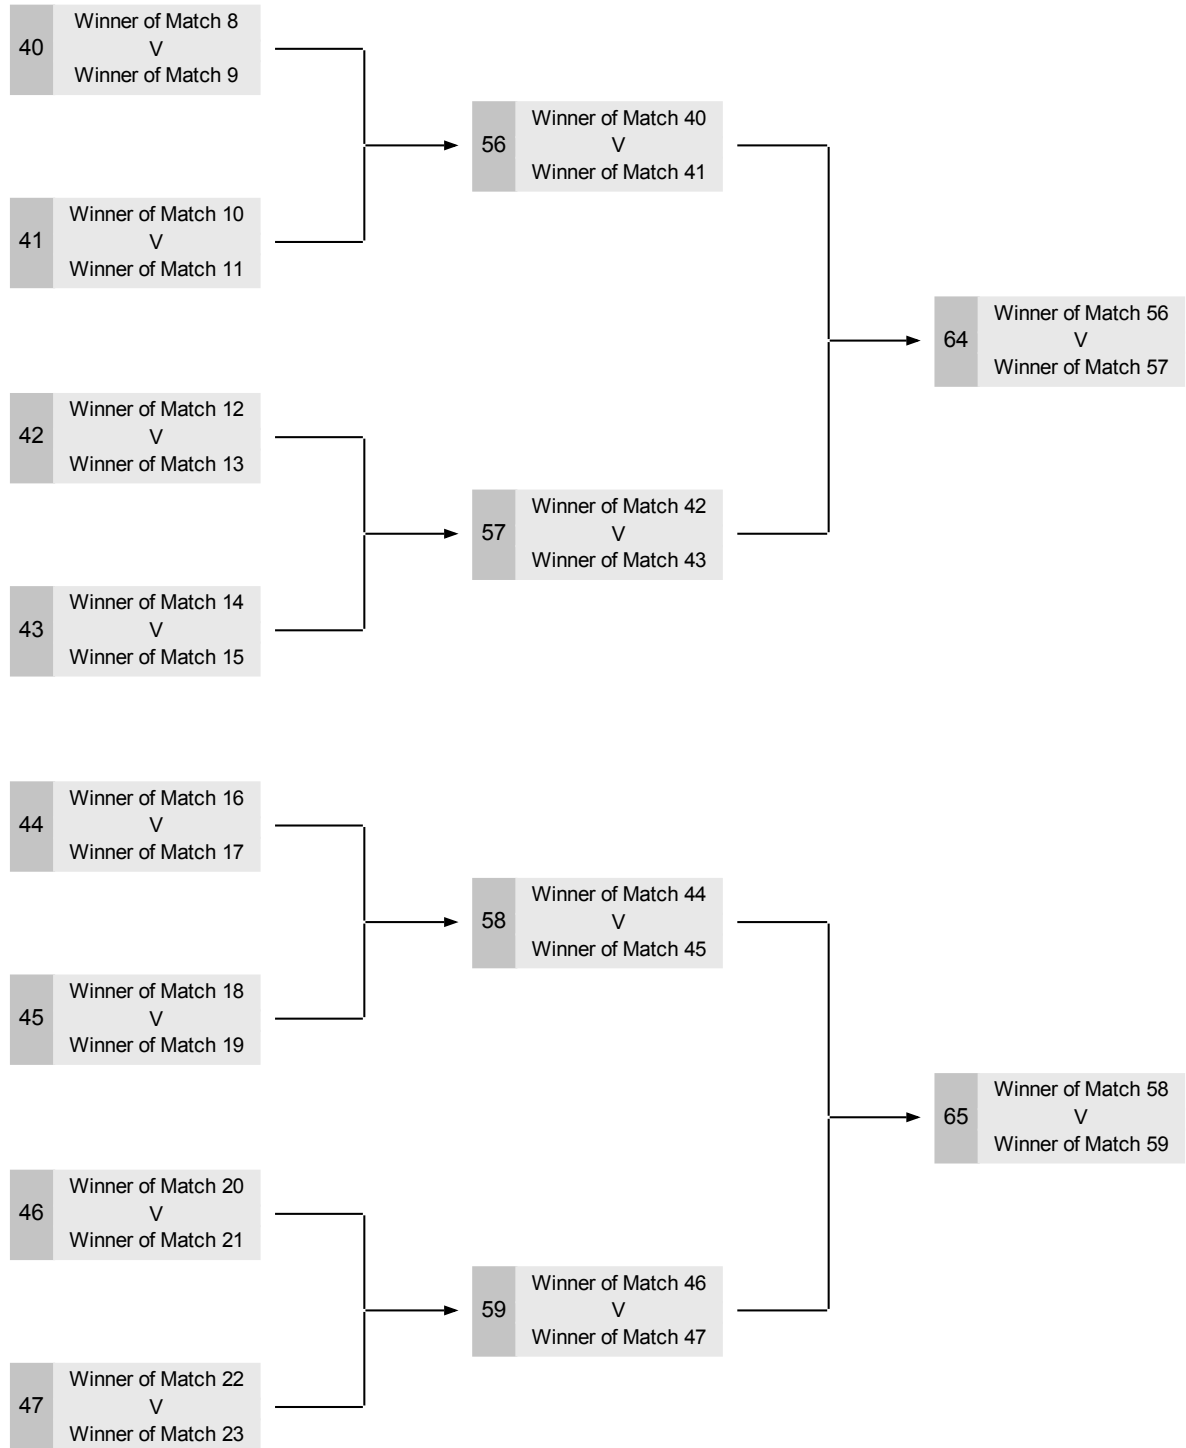 40
Winner of Match 8
V
Winner of Match 9
41
Winner of Match 10
V
Winner of Match 11
42
Winner of Match 12
V
Winner of Match 13
43
Winner of Match 14
V
Winner of Match 15
44
Winner of Match 16
V
Winner of Match 17
45
Winner of Match 18
V
Winner of Match 19
46
Winner of Match 20
V
Winner of Match 21
47
Winner of Match 22
V
Winner of Match 23
56
Winner of Match 40
V
Winner of Match 41
57
Winner of Match 42
V
Winner of Match 43
58
Winner of Match 44
V
Winner of Match 45
59
Winner of Match 46
V
Winner of Match 47
64
Winner of Match 56
V
Winner of Match 57
65
Winner of Match 58
V
Winner of Match 59